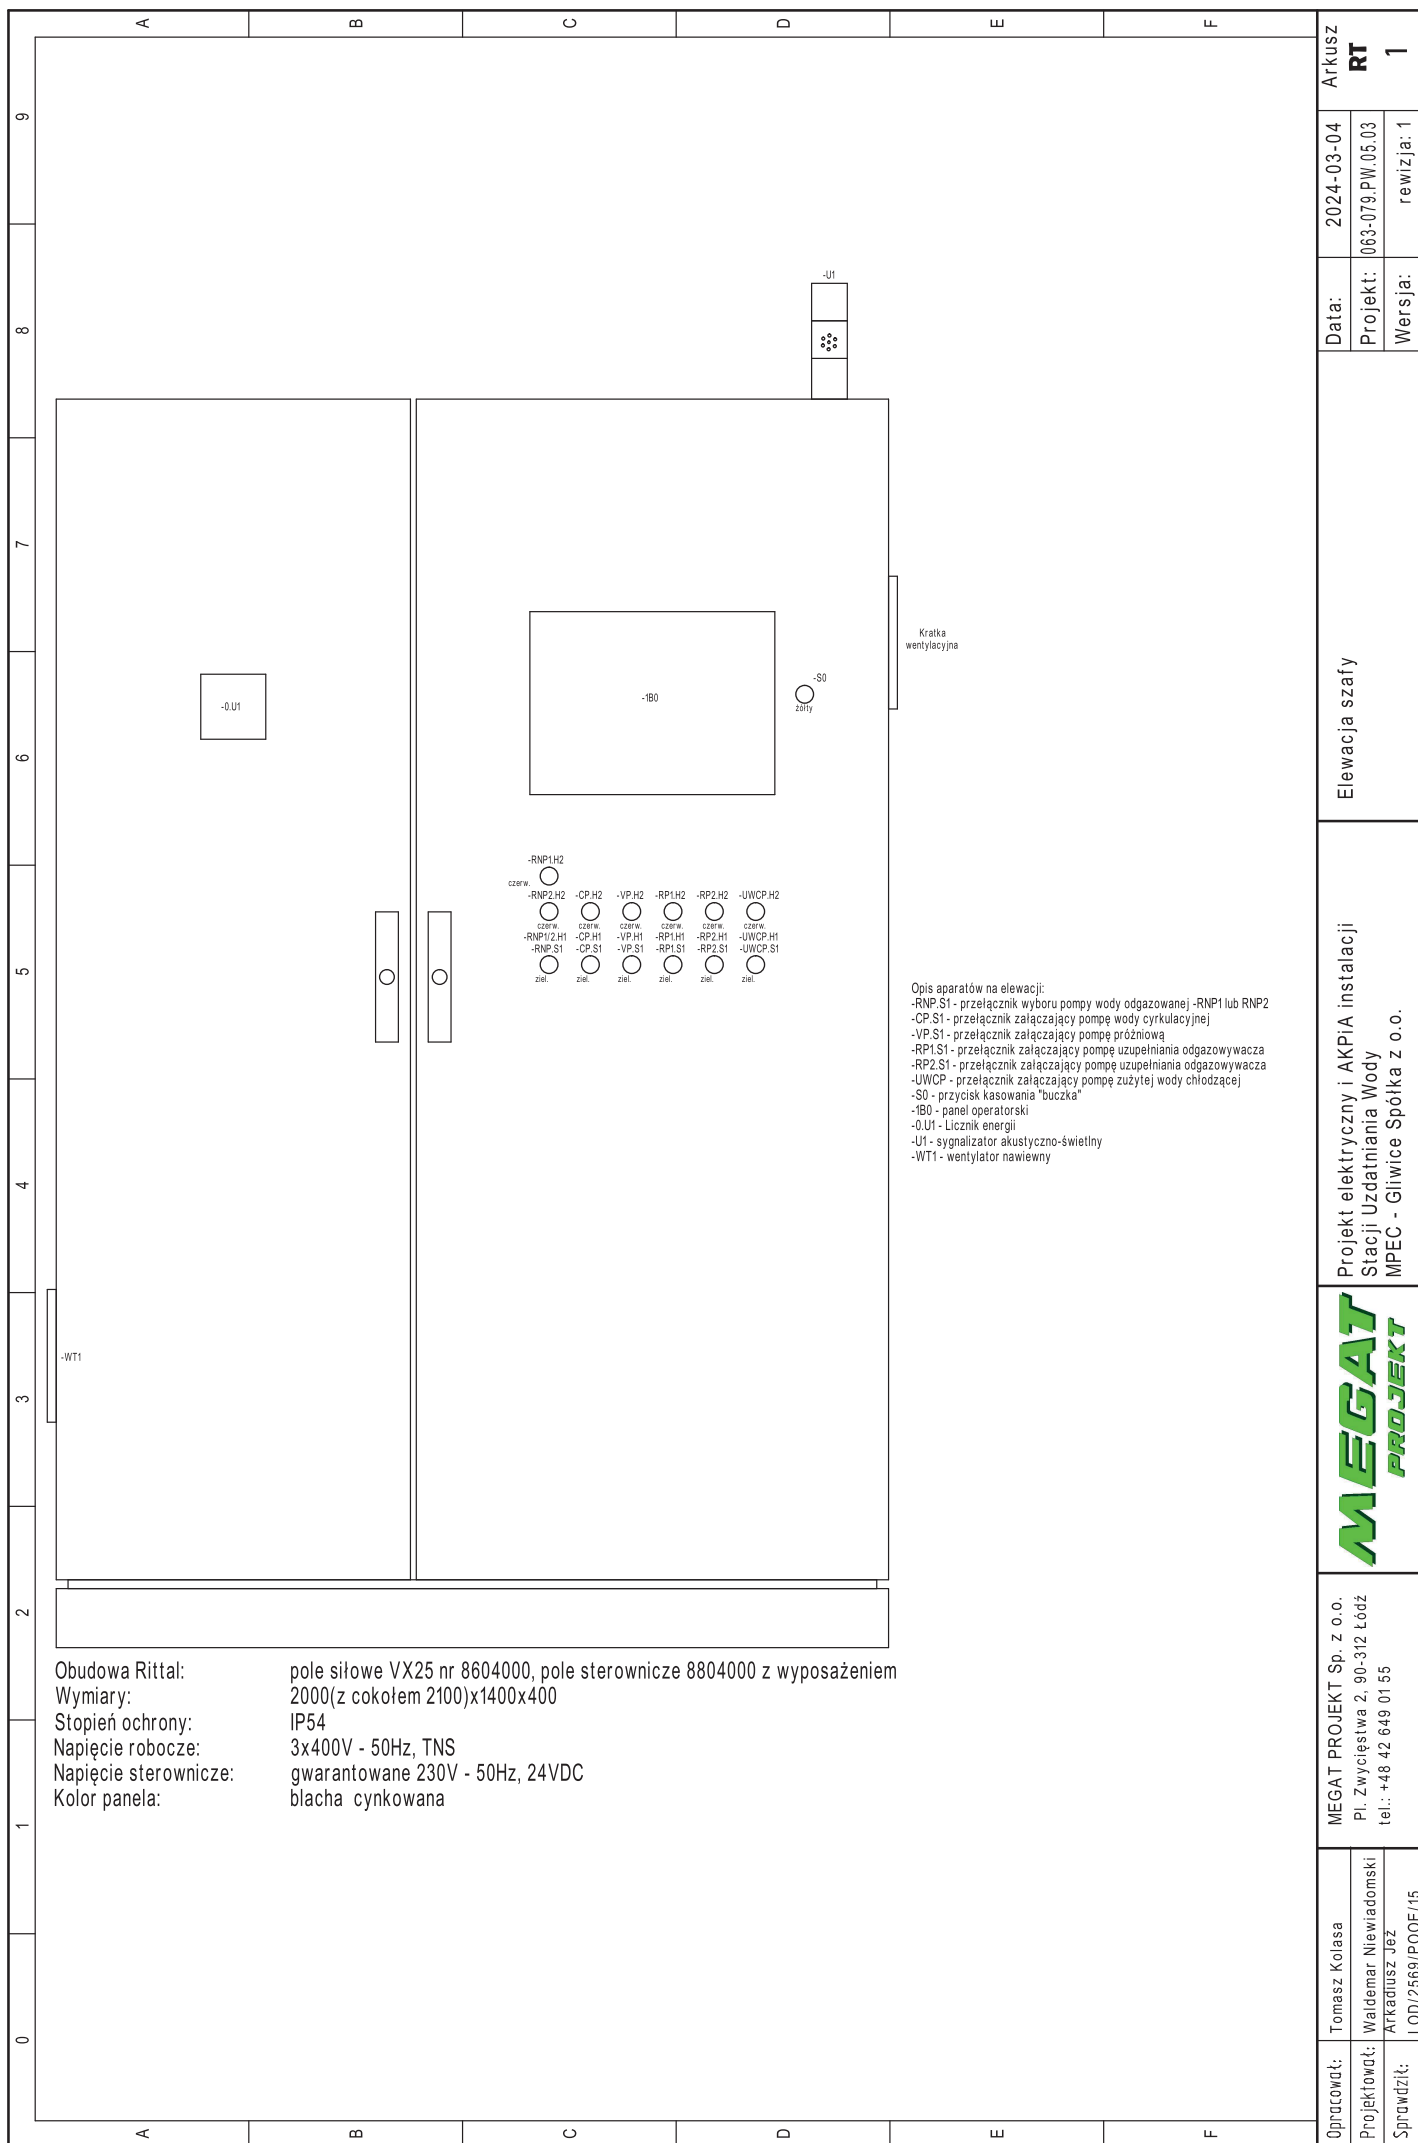 A B C D E F
9
8
7
6
5
4
3
2
1
0
-U1
Kratka
wentylacyjna
-0.U1
-1B0
-S0
żółty
-RNP1.H2
czerw.
-RNP2.H2 -CP.H2 -VP.H2 -RP1.H2 -RP2.H2 -UWCP.H2
czerw. czerw. czerw. czerw. czerw. czerw.
-RNP1/2.H1 -CP.H1 -VP.H1 -RP1.H1 -RP2.H1 -UWCP.H1
-RNP.S1 -CP.S1 -VP.S1 -RP1.S1 -RP2.S1 -UWCP.S1
ziel. ziel. ziel. ziel. ziel. ziel.
Opis aparatów na elewacji:
-RNP.S1 - przełącznik wyboru pompy wody odgazowanej -RNP1 lub RNP2
-CP.S1 - przełącznik załączający pompę wody cyrkulacyjnej
-VP.S1 - przełącznik załączający pompę próżniową
-RP1.S1 - przełącznik załączający pompę uzupełniania odgazowywacza
-RP2.S1 - przełącznik załączający pompę uzupełniania odgazowywacza
-UWCP - przełącznik załączający pompę zużytej wody chłodzącej
-S0 - przycisk kasowania "buczka"
-1B0 - panel operatorski
-0.U1 - Licznik energii
-U1 - sygnalizator akustyczno-świetlny
-WT1 - wentylator nawiewny
-WT1
Obudowa Rittal: pole siłowe VX25 nr 8604000, pole sterownicze 8804000 z wyposażeniem
Wymiary: 2000(z cokołem 2100)x1400x400
Stopień ochrony: IP54
Napięcie robocze: 3x400V - 50Hz, TNS
Napięcie sterownicze: gwarantowane 230V - 50Hz, 24VDC
Kolor panela: blacha cynkowana
A B C D E F
Opracował: Tomasz Kolasa
Projektował: Waldemar Niewiadomski
Sprawdził: Arkadiusz Jeż
LOD/2569/POOE/15
MEGAT PROJEKT Sp. z o.o.
Pl. Zwycięstwa 2, 90-312 Łódź
tel.: +48 42 649 01 55
MEGAT
PROJEKT
Projekt elektryczny i AKPiA instalacji
Stacji Uzdatniania Wody
MPEC - Gliwice Spółka z o.o.
Elewacja szafy
Data: 2024-03-04
Projekt: 063-079.PW.05.03
Wersja: rewizja: 1
Arkusz
RT
1